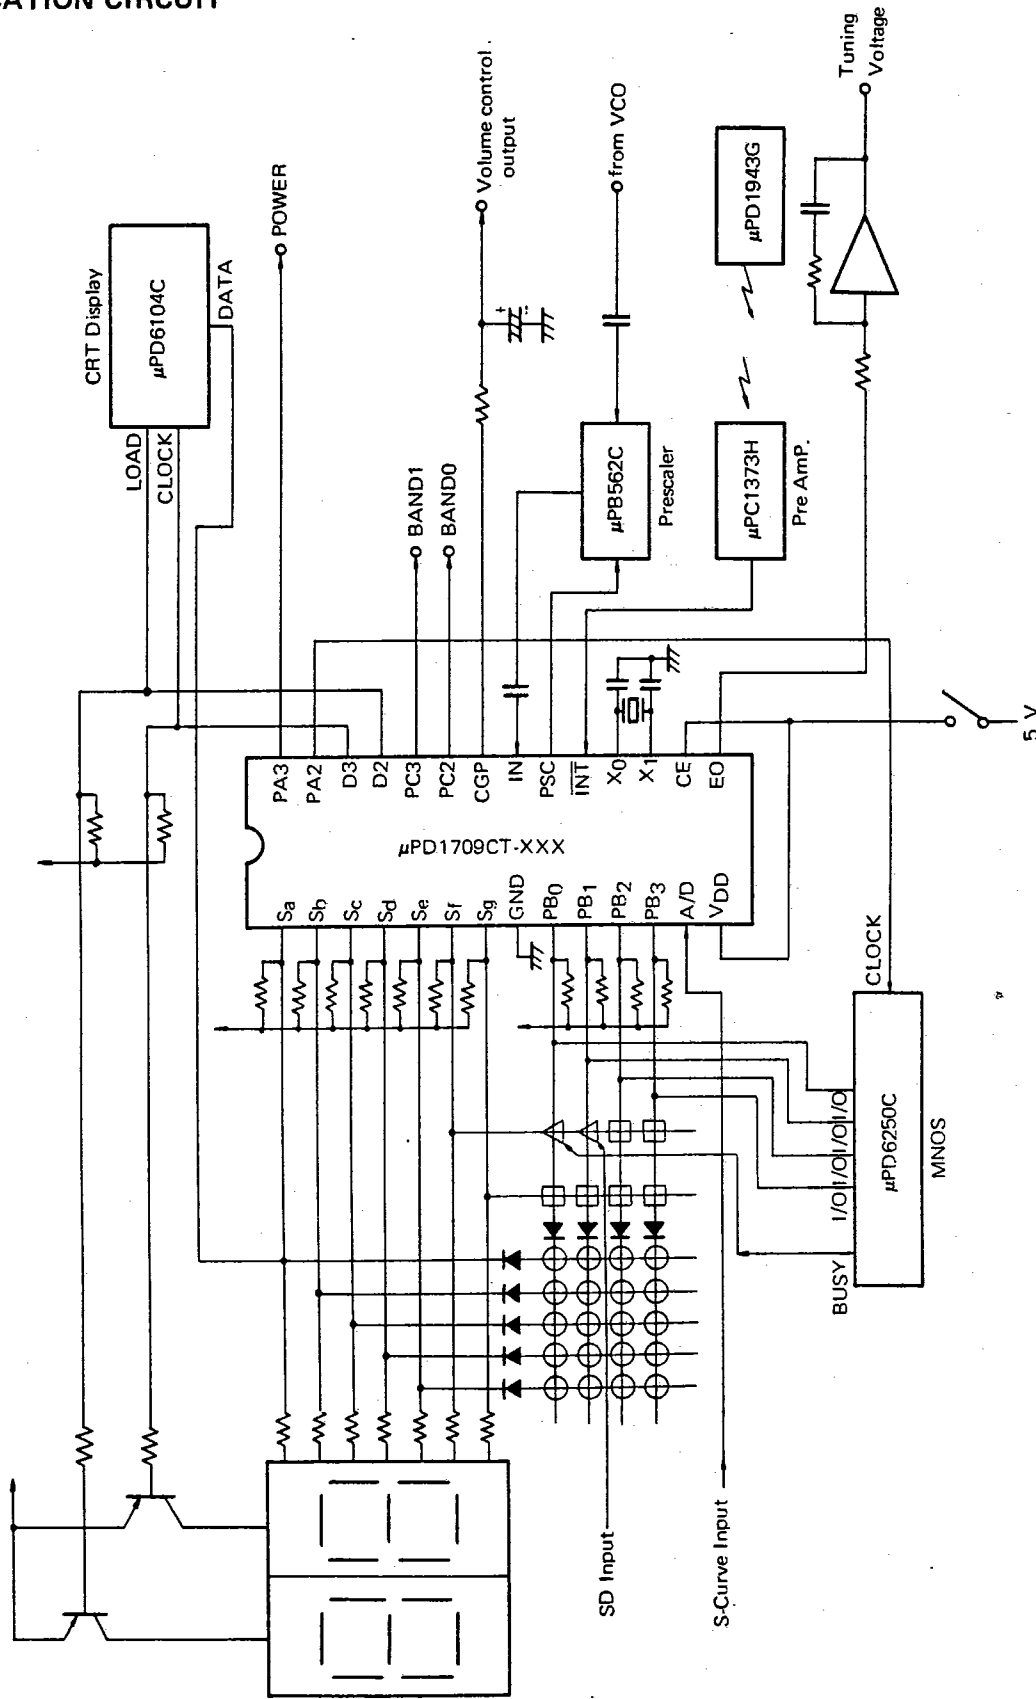 CATION CIRCUIT
CRT Display
μPD6104C
LOAD
CLOCK
DATA
POWER
Volume control
output
BAND1
BAND0
from VCO
μPB562C
Prescaler
μPD1943G
μPC1373H
Pre AmP.
Tuning
Voltage
5 V
PA3
PA2
D3
D2
PC3
PC2
CGP
IN
PSC
INT
X0
X1
CE
EO
μPD1709CT-XXX
Sa
Sb
Sc
Sd
Se
Sf
Sg
GND
PB0
PB1
PB2
PB3
A/D
VDD
CLOCK
I/O I/O I/O I/O
BUSY
μPD6250C
MNOS
SD Input
S-Curve Input